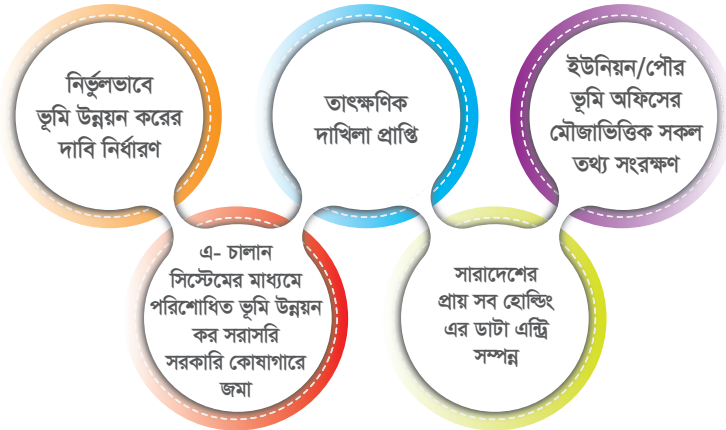 নির্ভুলভাবে
ভূমি উন্নয়ন করের
দাবি নির্ধারণ
এ- চালান
সিস্টেমের মাধ্যমে
পরিশোধিত ভূমি উন্নয়ন
কর সরাসরি
সরকারি কোষাগারে
জমা
তাৎক্ষণিক
দাখিলা প্রাপ্তি
সারাদেশের
প্রায় সব হোল্ডিং
এর ডাটা এন্ট্রি
সম্পন্ন
ইউনিয়ন/পৌর
ভূমি অফিসের
মৌজাভিত্তিক সকল
তথ্য সংরক্ষণ